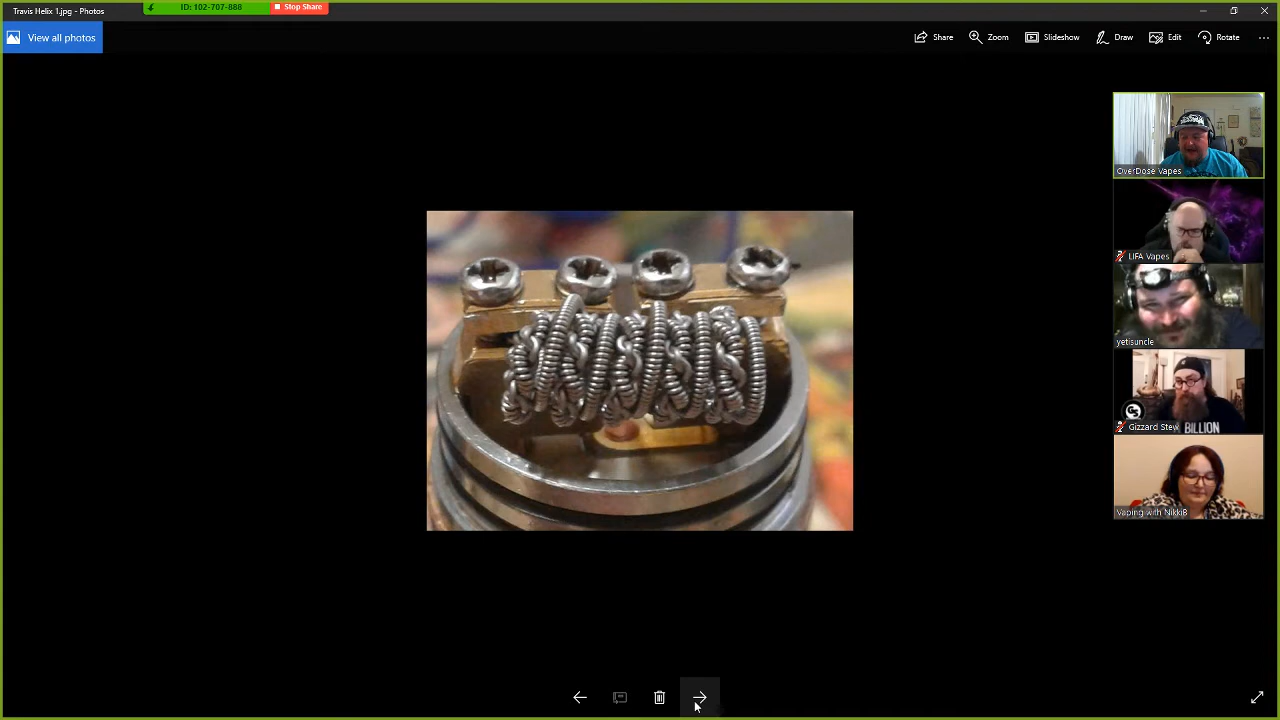 Travis Helix 1.jpg - Photos
ID: 102-707-888
Stop Share
View all photos
Share
Zoom
Slideshow
Draw
Edit
Rotate
OverDose Vapes
LIFA Vapes
yetisuncle
Gizzard Stew
BILLION
Vaping with NikkiB